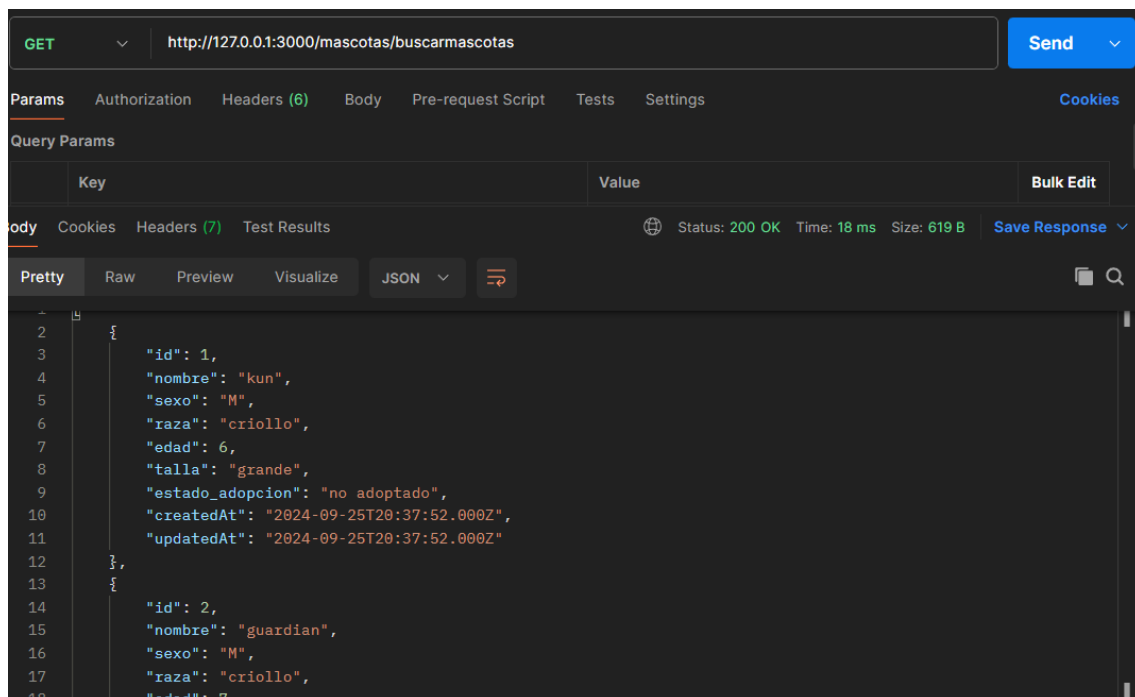 GET http://127.0.0.1:3000/mascotas/buscarmascotas Send
Params Authorization Headers (6) Body Pre-request Script Tests Settings Cookies
Query Params
Key Value Bulk Edit
Body Cookies Headers (7) Test Results Status: 200 OK Time: 18 ms Size: 619 B Save Response
Pretty Raw Preview Visualize JSON
1 [
2 {
3 "id": 1,
4 "nombre": "kun",
5 "sexo": "M",
6 "raza": "criollo",
7 "edad": 6,
8 "talla": "grande",
9 "estado_adopcion": "no adoptado",
10 "createdAt": "2024-09-25T20:37:52.000Z",
11 "updatedAt": "2024-09-25T20:37:52.000Z"
12 },
13 {
14 "id": 2,
15 "nombre": "guardian",
16 "sexo": "M",
17 "raza": "criollo",
18 "edad": 7,